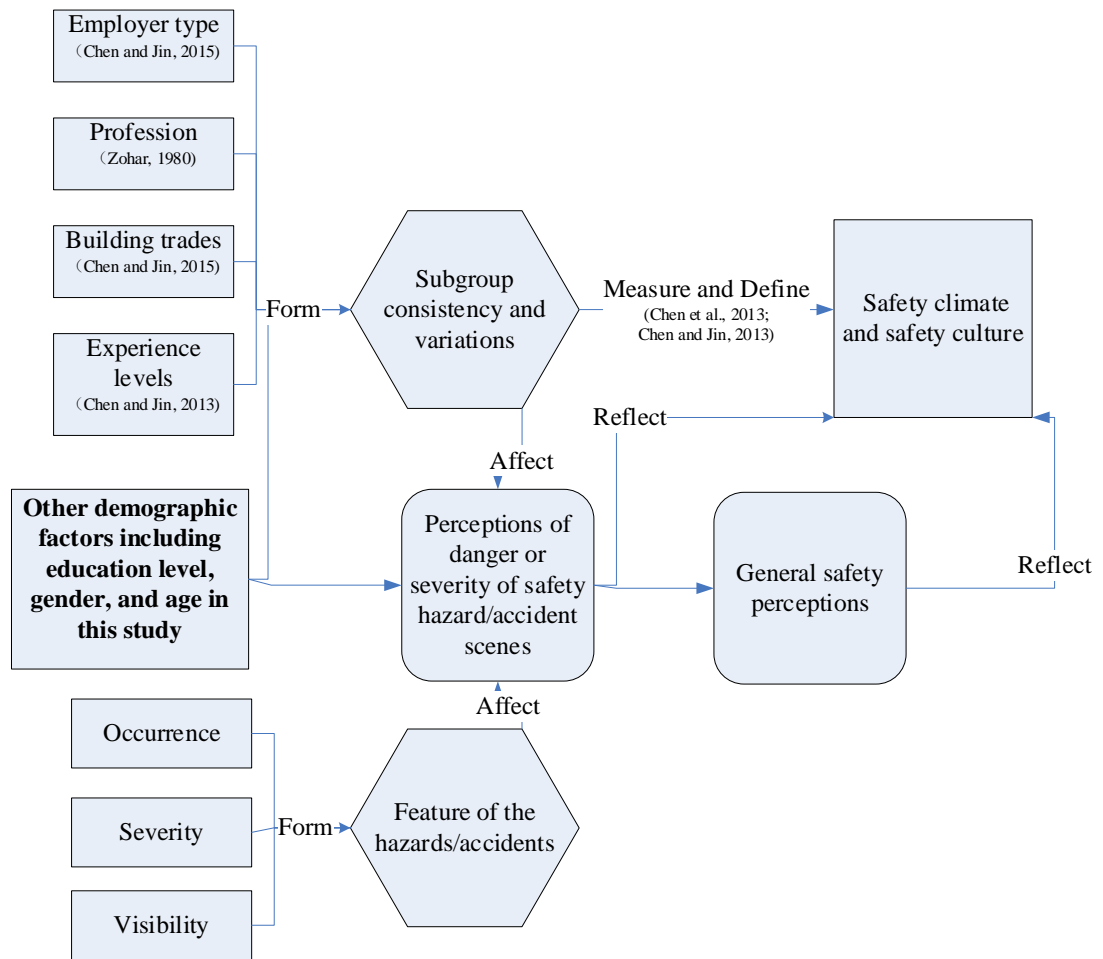 Employer type
（Chen and Jin, 2015)
Profession
（Zohar, 1980)
Building trades
（Chen and Jin, 2015)
Experience
levels
（Chen and Jin, 2013)
Form
Subgroup
consistency and
variations
Measure and Define
(Chen et al., 2013;
Chen and Jin, 2013)
Safety climate
and safety culture
Reflect
Affect
Other demographic
factors including
education level,
gender, and age in
this study
Perceptions of
danger or
severity of safety
hazard/accident
scenes
General safety
perceptions
Reflect
Affect
Occurrence
Severity
Visibility
Form
Feature of the
hazards/accidents